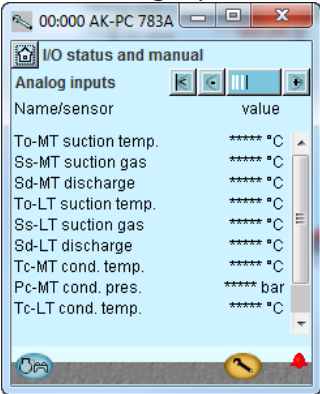 00:000 AK-PC 783A
I/O status and manual
Analog inputs
Name/sensor value
To-MT suction temp. ***** °C
Ss-MT suction gas ***** °C
Sd-MT discharge ***** °C
To-LT suction temp. ***** °C
Ss-LT suction gas ***** °C
Sd-LT discharge ***** °C
Tc-MT cond. temp. ***** °C
Pc-MT cond. pres. ***** bar
Tc-LT cond. temp. ***** °C